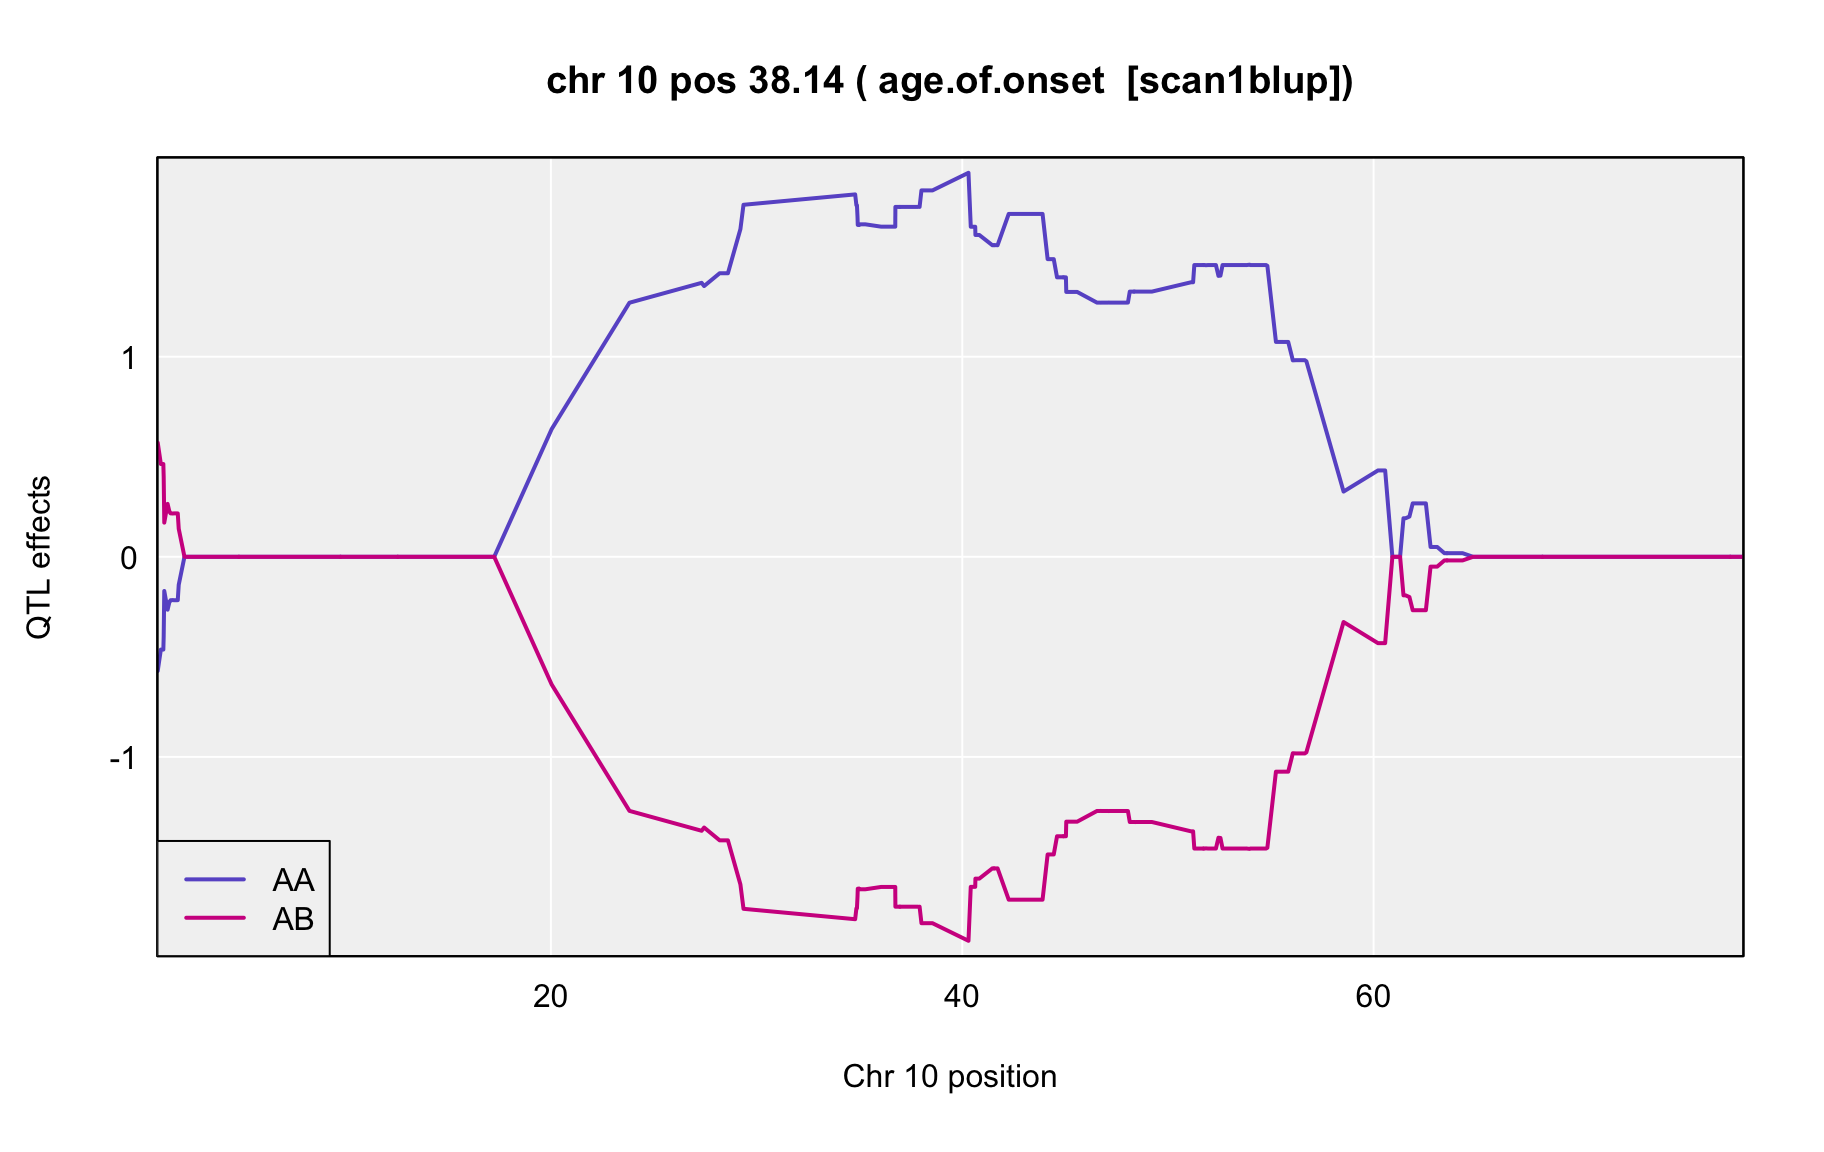 chr 10 pos 38.14 ( age.of.onset  [scan1blup])
QTL effects
1
0
-1
AA
AB
20 40 60
Chr 10 position